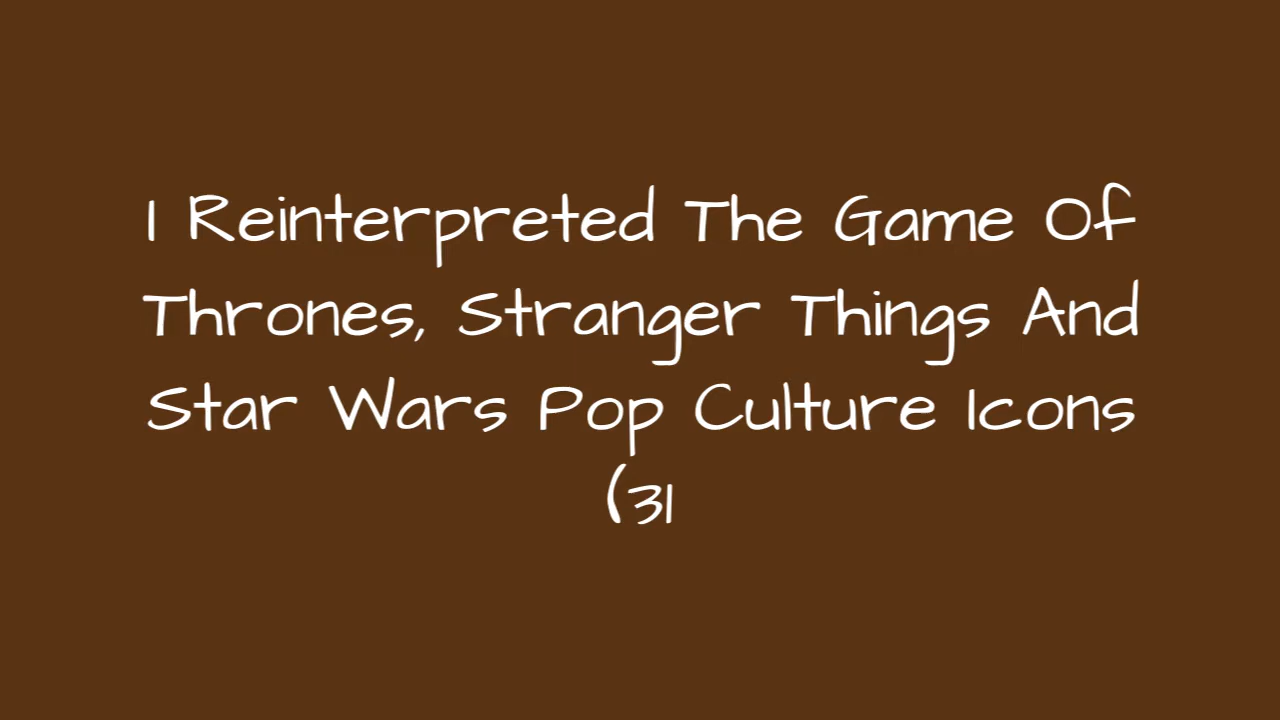 I Reinterpreted The Game Of
Thrones, Stranger Things And
Star Wars Pop Culture Icons
(31